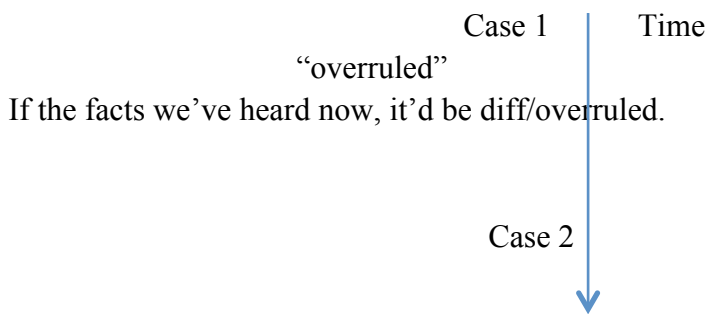 Case 1 Time
“overruled”
If the facts we’ve heard now, it’d be diff/overruled.
Case 2